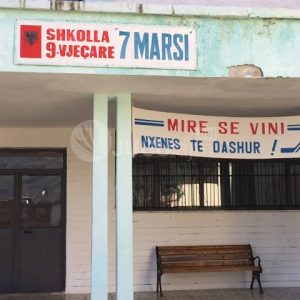 SHKOLLA
9-VJEÇARE 7 MARSI
MIRE SE VINI
NXENES TE DASHUR !